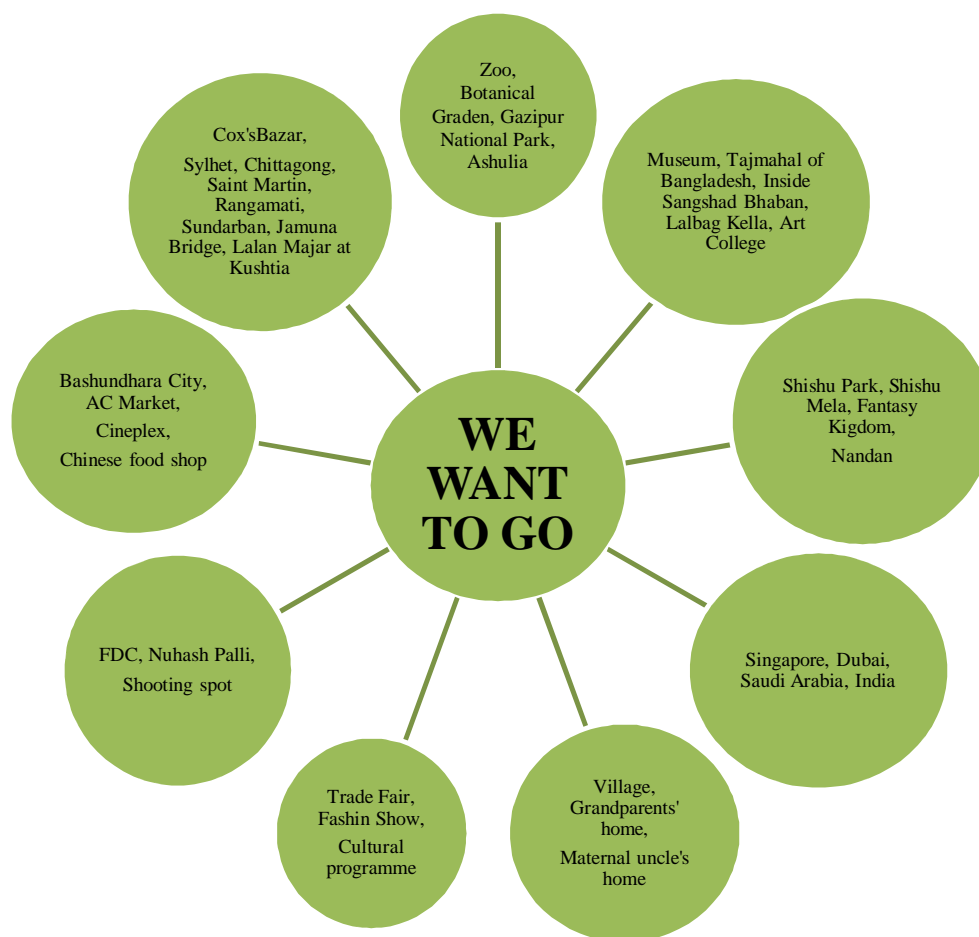 Zoo,
Botanical
Graden, Gazipur
National Park,
Ashulia
Museum, Tajmahal of
Bangladesh, Inside
Sangshad Bhaban,
Lalbag Kella, Art
College
Shishu Park, Shishu
Mela, Fantasy
Kigdom,
Nandan
Singapore, Dubai,
Saudi Arabia, India
Village,
Grandparents'
home,
Maternal uncle's
home
Trade Fair,
Fashin Show,
Cultural
programme
FDC, Nuhash Palli,
Shooting spot
Bashundhara City,
AC Market,
Cineplex,
Chinese food shop
Cox'sBazar,
Sylhet, Chittagong,
Saint Martin,
Rangamati,
Sundarban, Jamuna
Bridge, Lalan Majar at
Kushtia
WE
WANT
TO GO